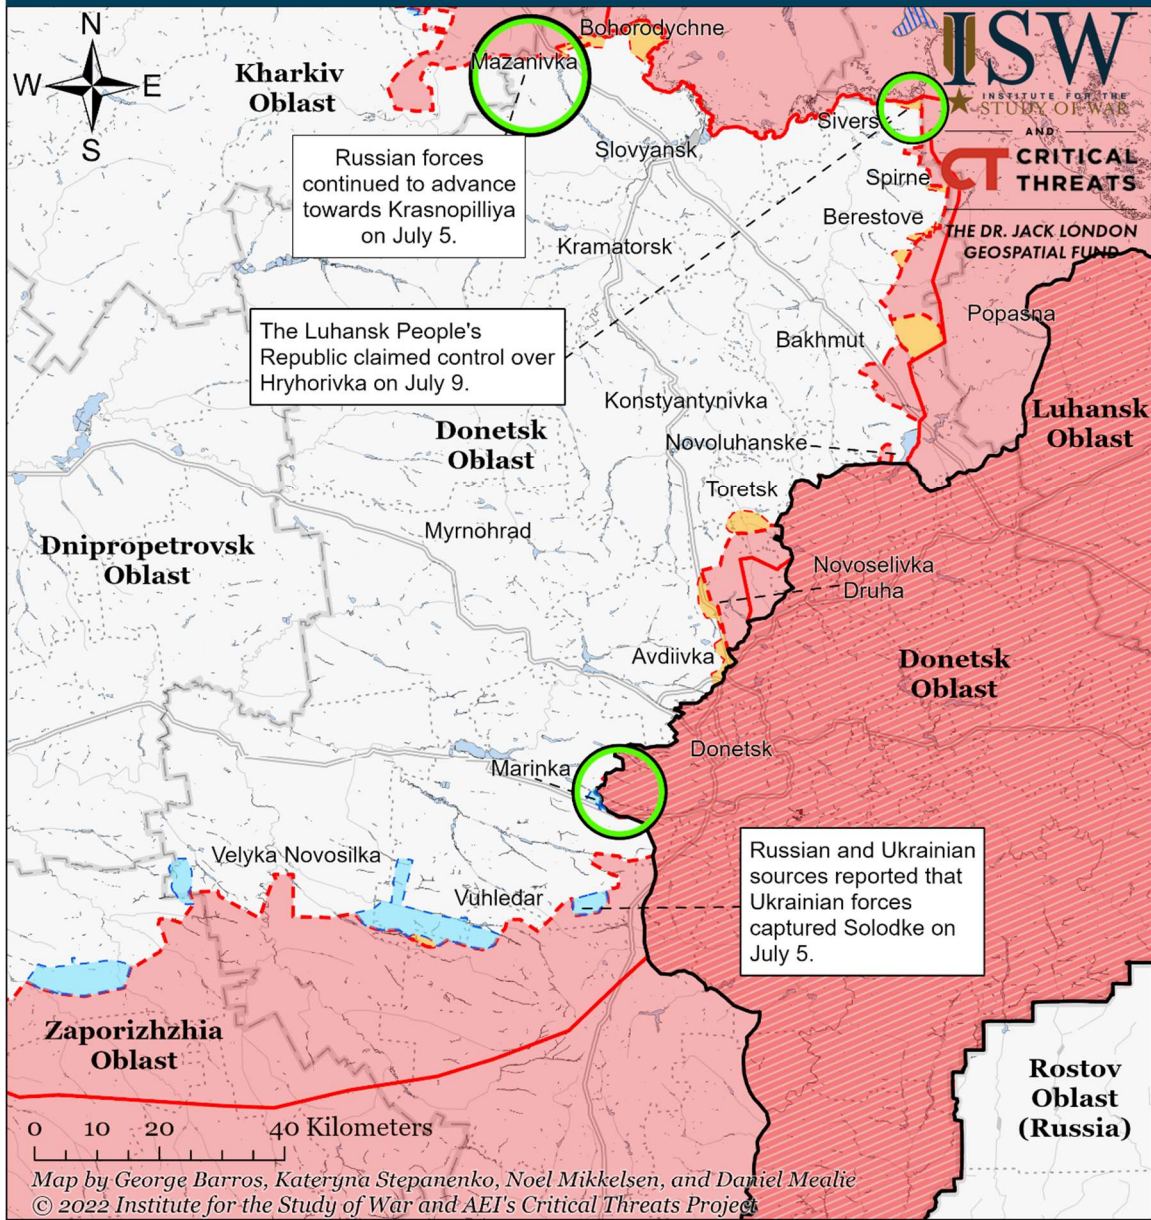 N
W
E
S
Kharkiv
Oblast
Mazanivka
Bohorodychne
ISW
INSTITUTE FOR THE
STUDY OF WAR
AND
CT CRITICAL
THREATS
THE DR. JACK LONDON
GEOSPATIAL FUND
Russian forces
continued to advance
towards Krasnopilliya
on July 5.
Slovyansk
Siversk
Spirne
Berestove
Kramatorsk
The Luhansk People's
Republic claimed control over
Hryhorivka on July 9.
Popasna
Bakhmut
Konstyantynivka
Luhansk
Oblast
Donetsk
Oblast
Novoluhanske
Toretsk
Myrnohrad
Dnipropetrovsk
Oblast
Novoselivka
Druha
Avdiivka
Donetsk
Oblast
Donetsk
Marinka
Velyka Novosilka
Vuhledar
Russian and Ukrainian
sources reported that
Ukrainian forces
captured Solodke on
July 5.
Zaporizhzhia
Oblast
Rostov
Oblast
(Russia)
0 10 20 40 Kilometers
Map by George Barros, Kateryna Stepanenko, Noel Mikkelsen, and Daniel Mealie
© 2022 Institute for the Study of War and AEI's Critical Threats Project